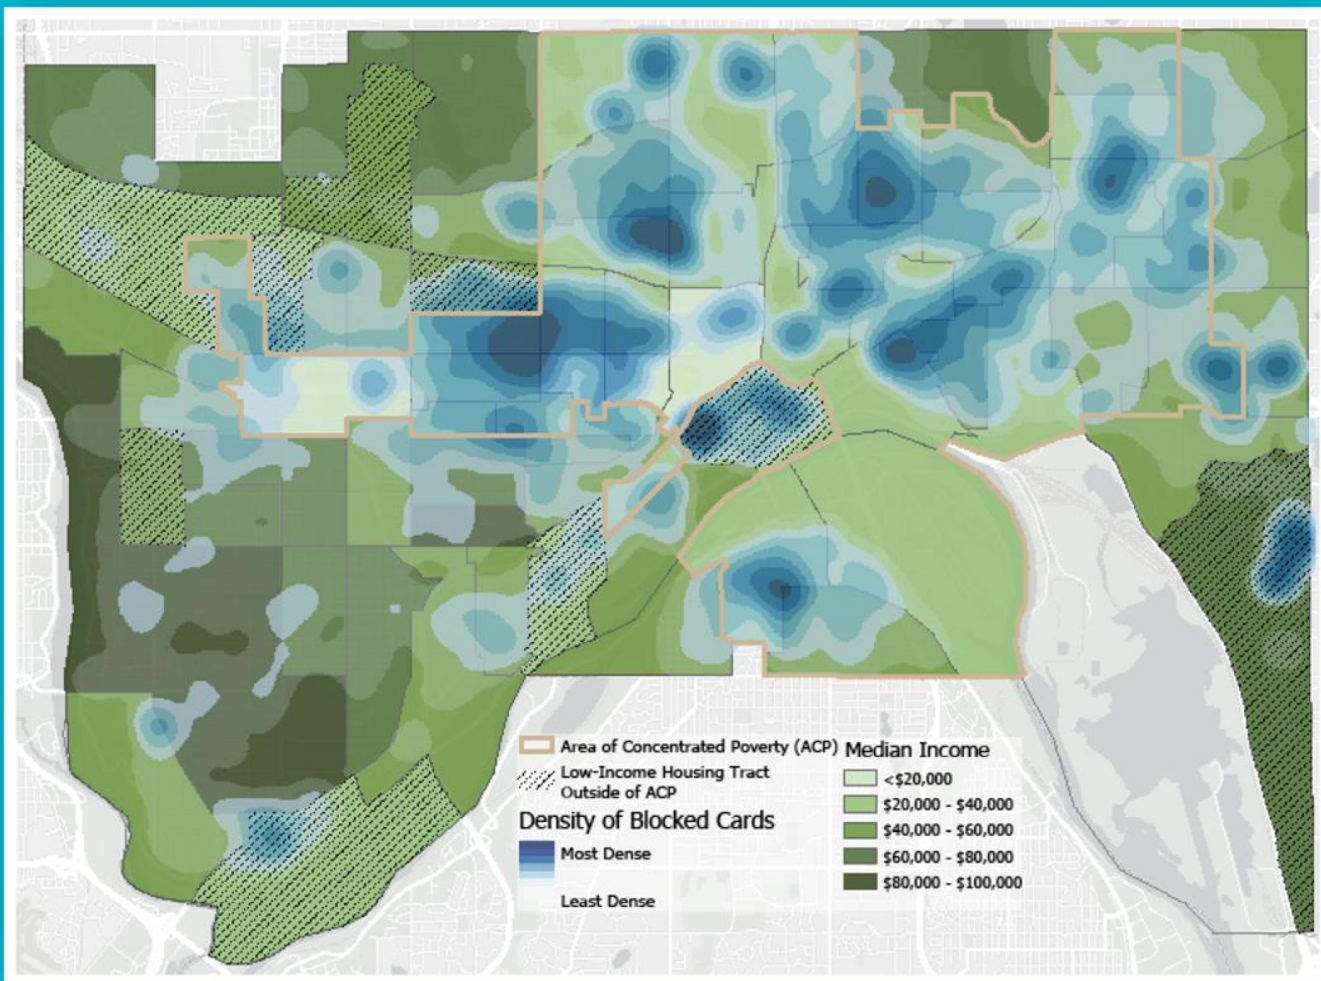 Area of Concentrated Poverty (ACP)
Low-Income Housing Tract
Outside of ACP
Density of Blocked Cards
Most Dense
Least Dense
Median Income
<$20,000
$20,000 - $40,000
$40,000 - $60,000
$60,000 - $80,000
$80,000 - $100,000